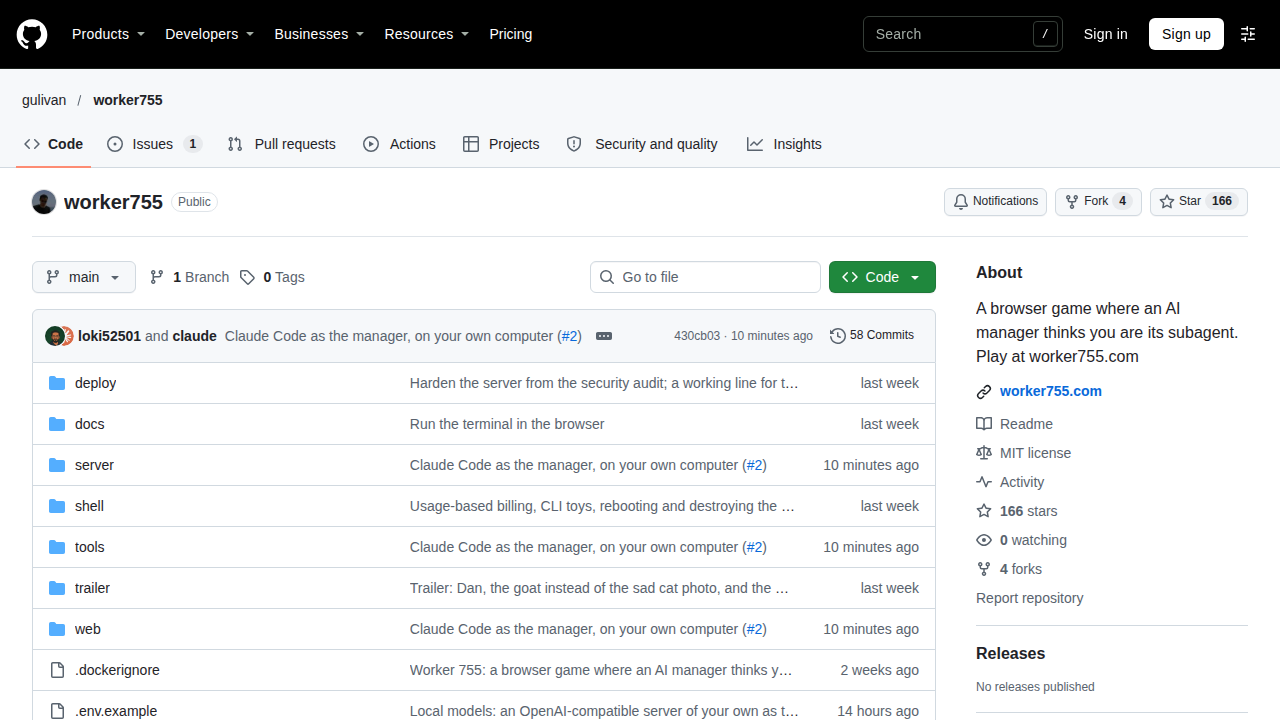 Products Developers Businesses Resources Pricing Search / Sign in Sign up
gulivan / worker755
Code Issues 1 Pull requests Actions Projects Security and quality Insights
worker755 Public Notifications Fork 4 Star 166
main 1 Branch 0 Tags Go to file Code
loki52501 and claude Claude Code as the manager, on your own computer (#2) 430cb03 · 10 minutes ago 58 Commits
deploy Harden the server from the security audit; a working line for t… last week
docs Run the terminal in the browser last week
server Claude Code as the manager, on your own computer (#2) 10 minutes ago
shell Usage-based billing, CLI toys, rebooting and destroying the … last week
tools Claude Code as the manager, on your own computer (#2) 10 minutes ago
trailer Trailer: Dan, the goat instead of the sad cat photo, and the … last week
web Claude Code as the manager, on your own computer (#2) 10 minutes ago
.dockerignore Worker 755: a browser game where an AI manager thinks y… 2 weeks ago
.env.example Local models: an OpenAI-compatible server of your own as t… 14 hours ago
About
A browser game where an AI
manager thinks you are its subagent.
Play at worker755.com
worker755.com
Readme
MIT license
Activity
166 stars
0 watching
4 forks
Report repository
Releases
No releases published